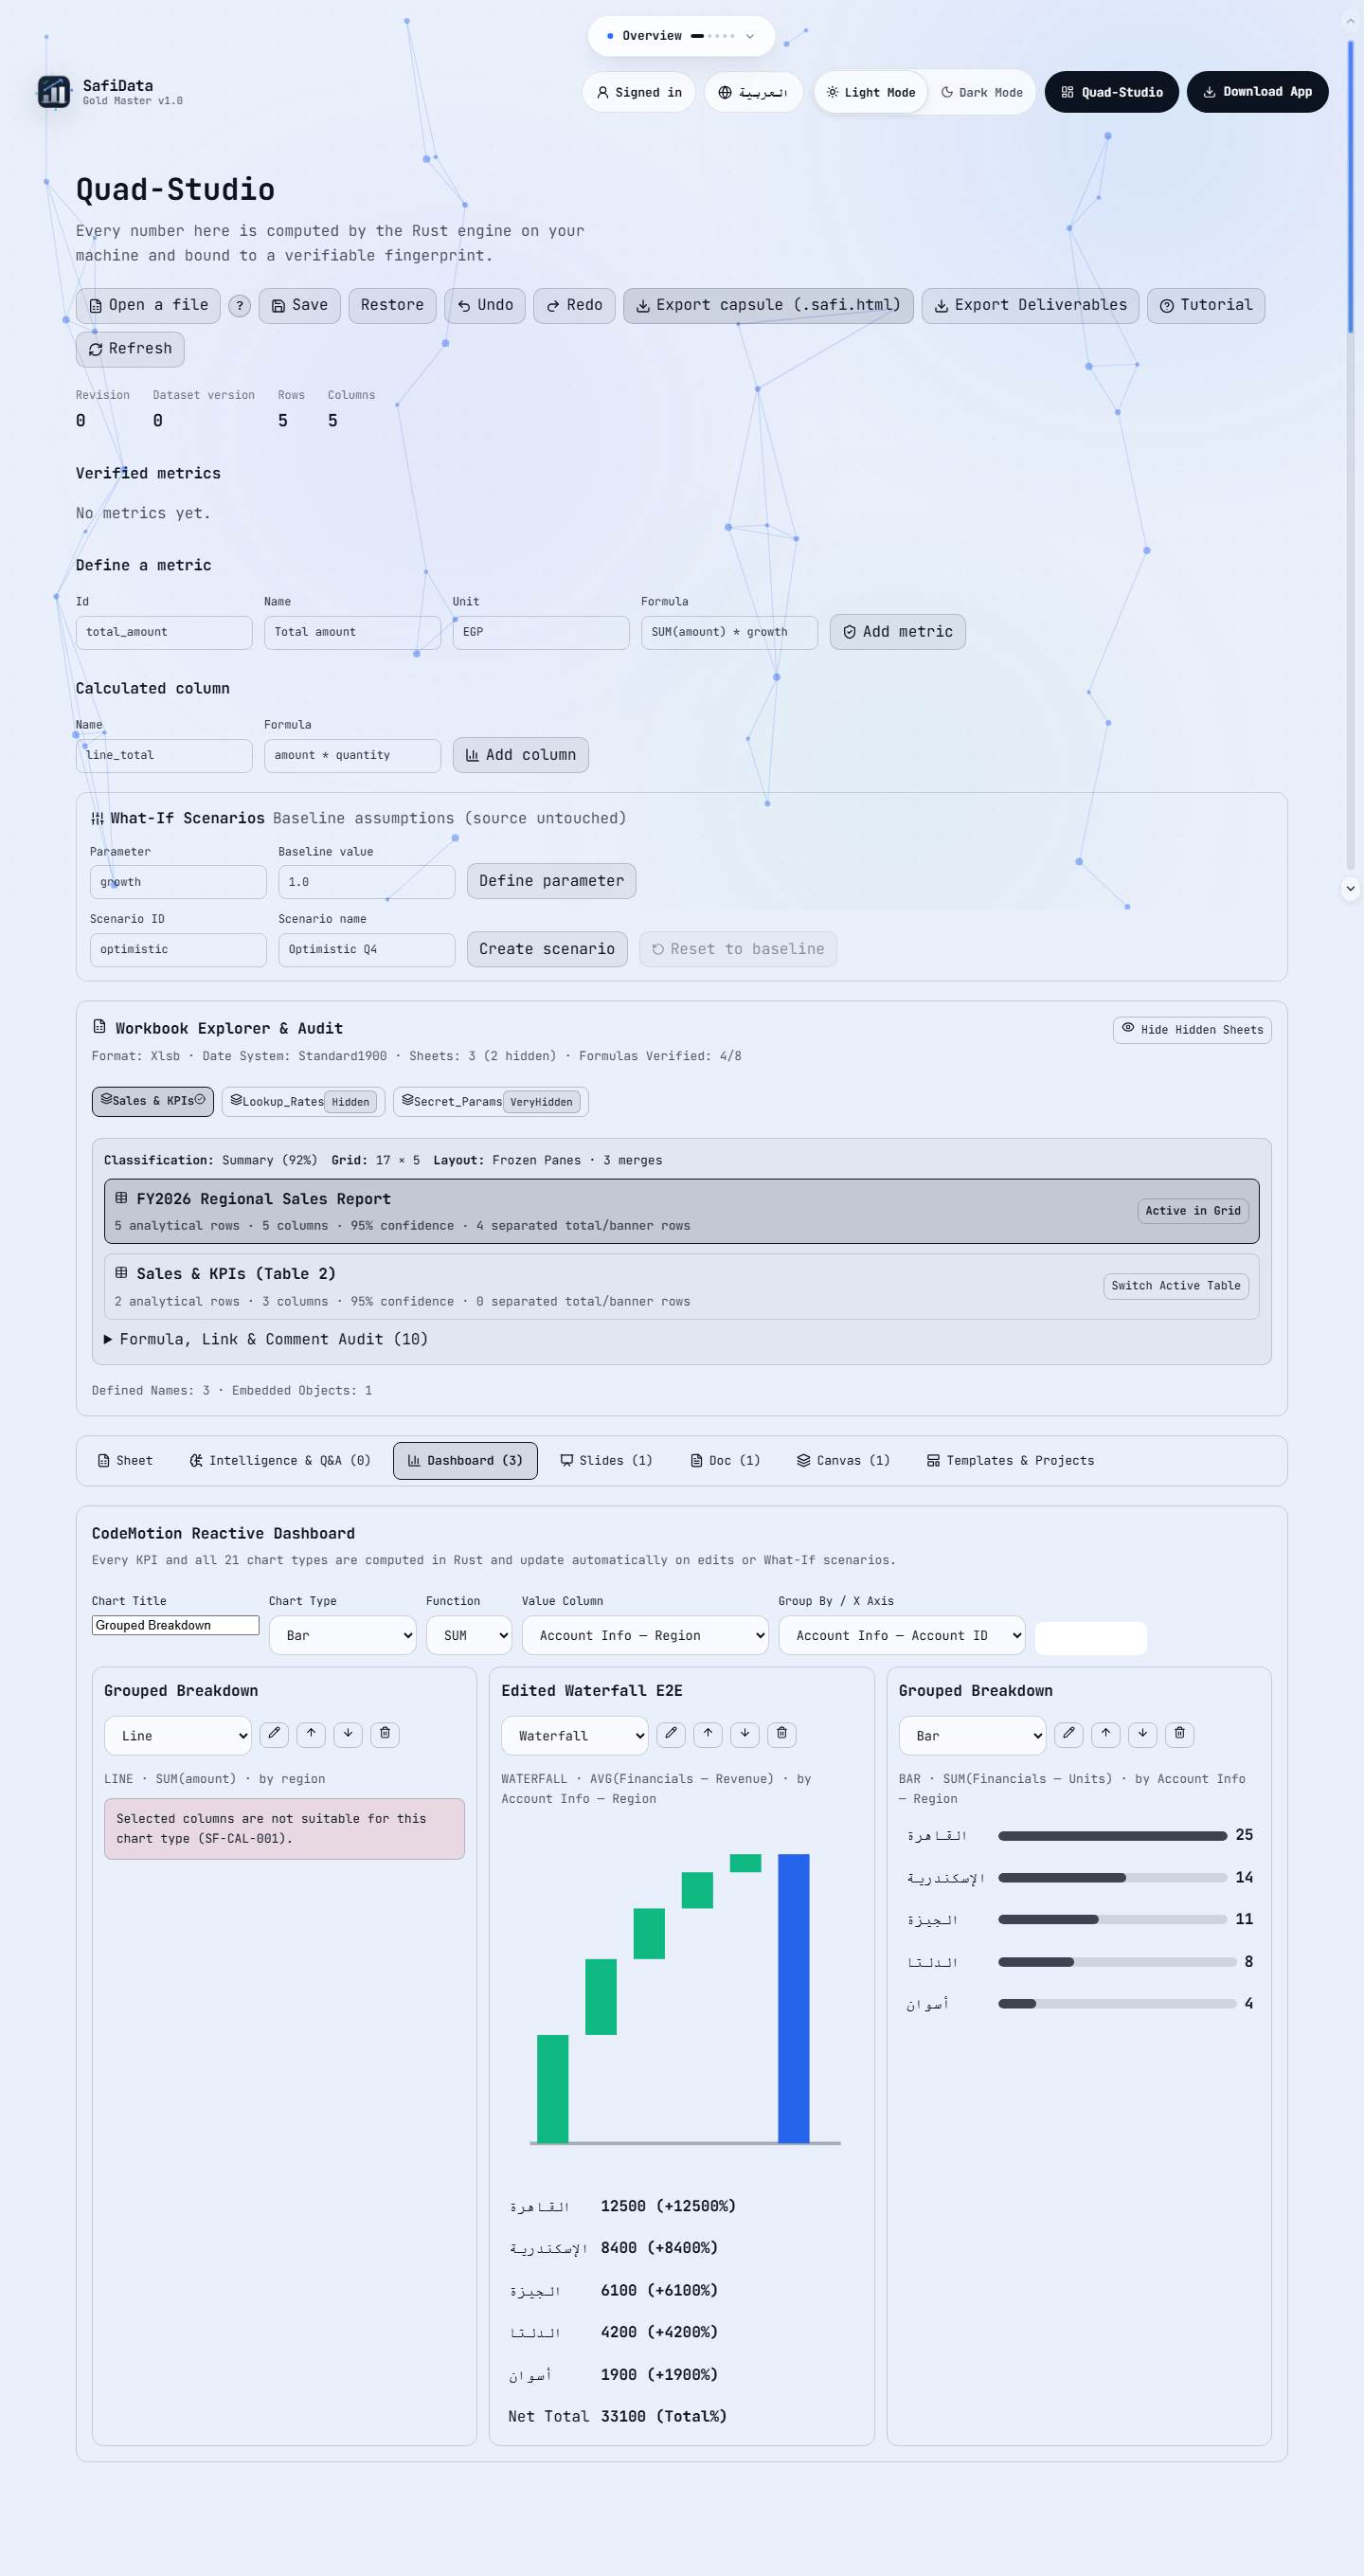 Overview
SafiData
Gold Master v1.0
Signed in
العربية
Light Mode
Dark Mode
Quad-Studio
Download App
Quad-Studio
Every number here is computed by the Rust engine on your
machine and bound to a verifiable fingerprint.
Open a file
?
Save
Restore
Undo
Redo
Export capsule (.safi.html)
Export Deliverables
Tutorial
Refresh
Revision Dataset version Rows Columns
0 0 5 5
Verified metrics
No metrics yet.
Define a metric
Id Name Unit Formula
total_amount Total amount EGP SUM(amount) * growth Add metric
Calculated column
Name Formula
line_total amount * quantity Add column
What-If Scenarios Baseline assumptions (source untouched)
Parameter Baseline value
growth 1.0 Define parameter
Scenario ID Scenario name
optimistic Optimistic Q4 Create scenario Reset to baseline
Workbook Explorer & Audit
Hide Hidden Sheets
Format: Xlsb · Date System: Standard1900 · Sheets: 3 (2 hidden) · Formulas Verified: 4/8
Sales & KPIs Lookup_Rates Hidden Secret_Params VeryHidden
Classification: Summary (92%) Grid: 17 × 5 Layout: Frozen Panes · 3 merges
FY2026 Regional Sales Report
5 analytical rows · 5 columns · 95% confidence · 4 separated total/banner rows
Active in Grid
Sales & KPIs (Table 2)
2 analytical rows · 3 columns · 95% confidence · 0 separated total/banner rows
Switch Active Table
Formula, Link & Comment Audit (10)
Defined Names: 3 · Embedded Objects: 1
Sheet Intelligence & Q&A (0) Dashboard (3) Slides (1) Doc (1) Canvas (1) Templates & Projects
CodeMotion Reactive Dashboard
Every KPI and all 21 chart types are computed in Rust and update automatically on edits or What-If scenarios.
Chart Title Chart Type Function Value Column Group By / X Axis
Grouped Breakdown Bar SUM Account Info — Region Account Info — Account ID
Grouped Breakdown
Line
LINE · SUM(amount) · by region
Selected columns are not suitable for this
chart type (SF-CAL-001).
Edited Waterfall E2E
Waterfall
WATERFALL · AVG(Financials — Revenue) · by
Account Info — Region
القاهرة 12500 (+12500%)
الإسكندرية 8400 (+8400%)
الجيزة 6100 (+6100%)
الدلتا 4200 (+4200%)
أسوان 1900 (+1900%)
Net Total 33100 (Total%)
Grouped Breakdown
Bar
BAR · SUM(Financials — Units) · by Account Info
— Region
القاهرة 25
الإسكندرية 14
الجيزة 11
الدلتا 8
أسوان 4